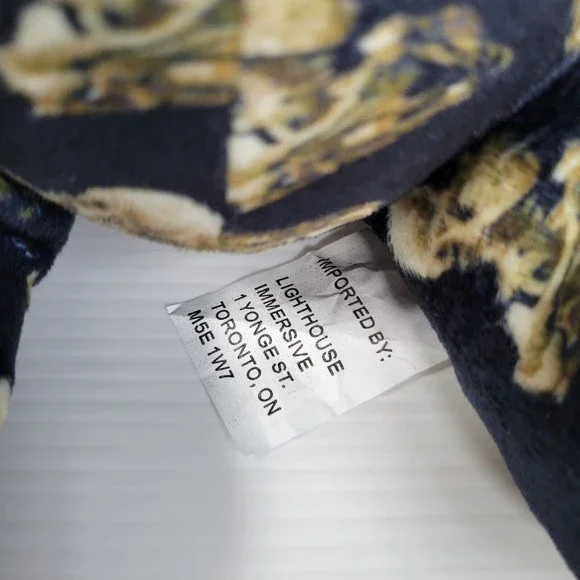 IMPORTED BY:
LIGHTHOUSE
IMMERSIVE
1 YONGE ST.
TORONTO, ON
M5E 1W7